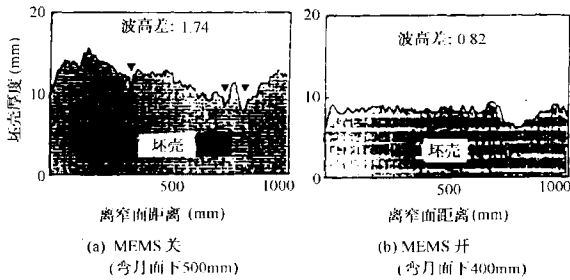 20
波高差: 1.74
坯壳厚度 (mm)
10
坯壳
0
500
1000
离窄面距离 (mm)
(a) MEMS 关
(弯月面下500mm)
20
波高差: 0.82
10
坯壳
0
500
1000
离窄面距离 (mm)
(b) MEMS 开
(弯月面下400mm)